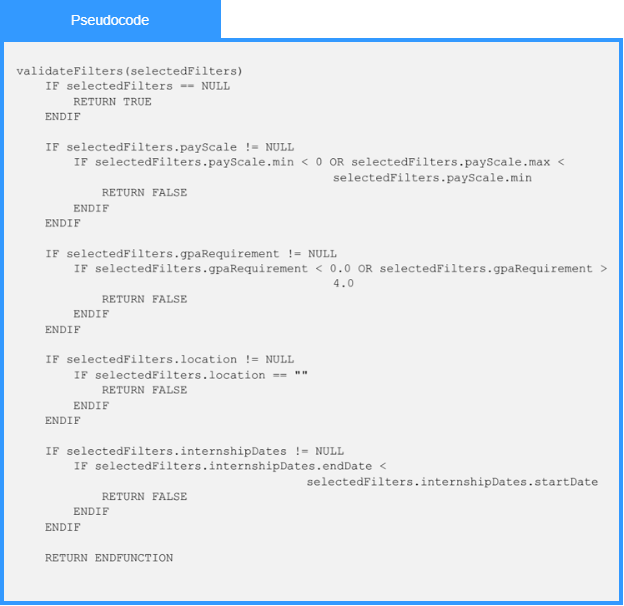 Pseudocode
validateFilters(selectedFilters)
IF selectedFilters == NULL
RETURN TRUE
ENDIF
IF selectedFilters.payScale != NULL
IF selectedFilters.payScale.min < 0 OR selectedFilters.payScale.max <
selectedFilters.payScale.min
RETURN FALSE
ENDIF
ENDIF
IF selectedFilters.gpaRequirement != NULL
IF selectedFilters.gpaRequirement < 0.0 OR selectedFilters.gpaRequirement >
4.0
RETURN FALSE
ENDIF
ENDIF
IF selectedFilters.location != NULL
IF selectedFilters.location == ""
RETURN FALSE
ENDIF
ENDIF
IF selectedFilters.internshipDates != NULL
IF selectedFilters.internshipDates.endDate <
selectedFilters.internshipDates.startDate
RETURN FALSE
ENDIF
ENDIF
RETURN ENDFUNCTION